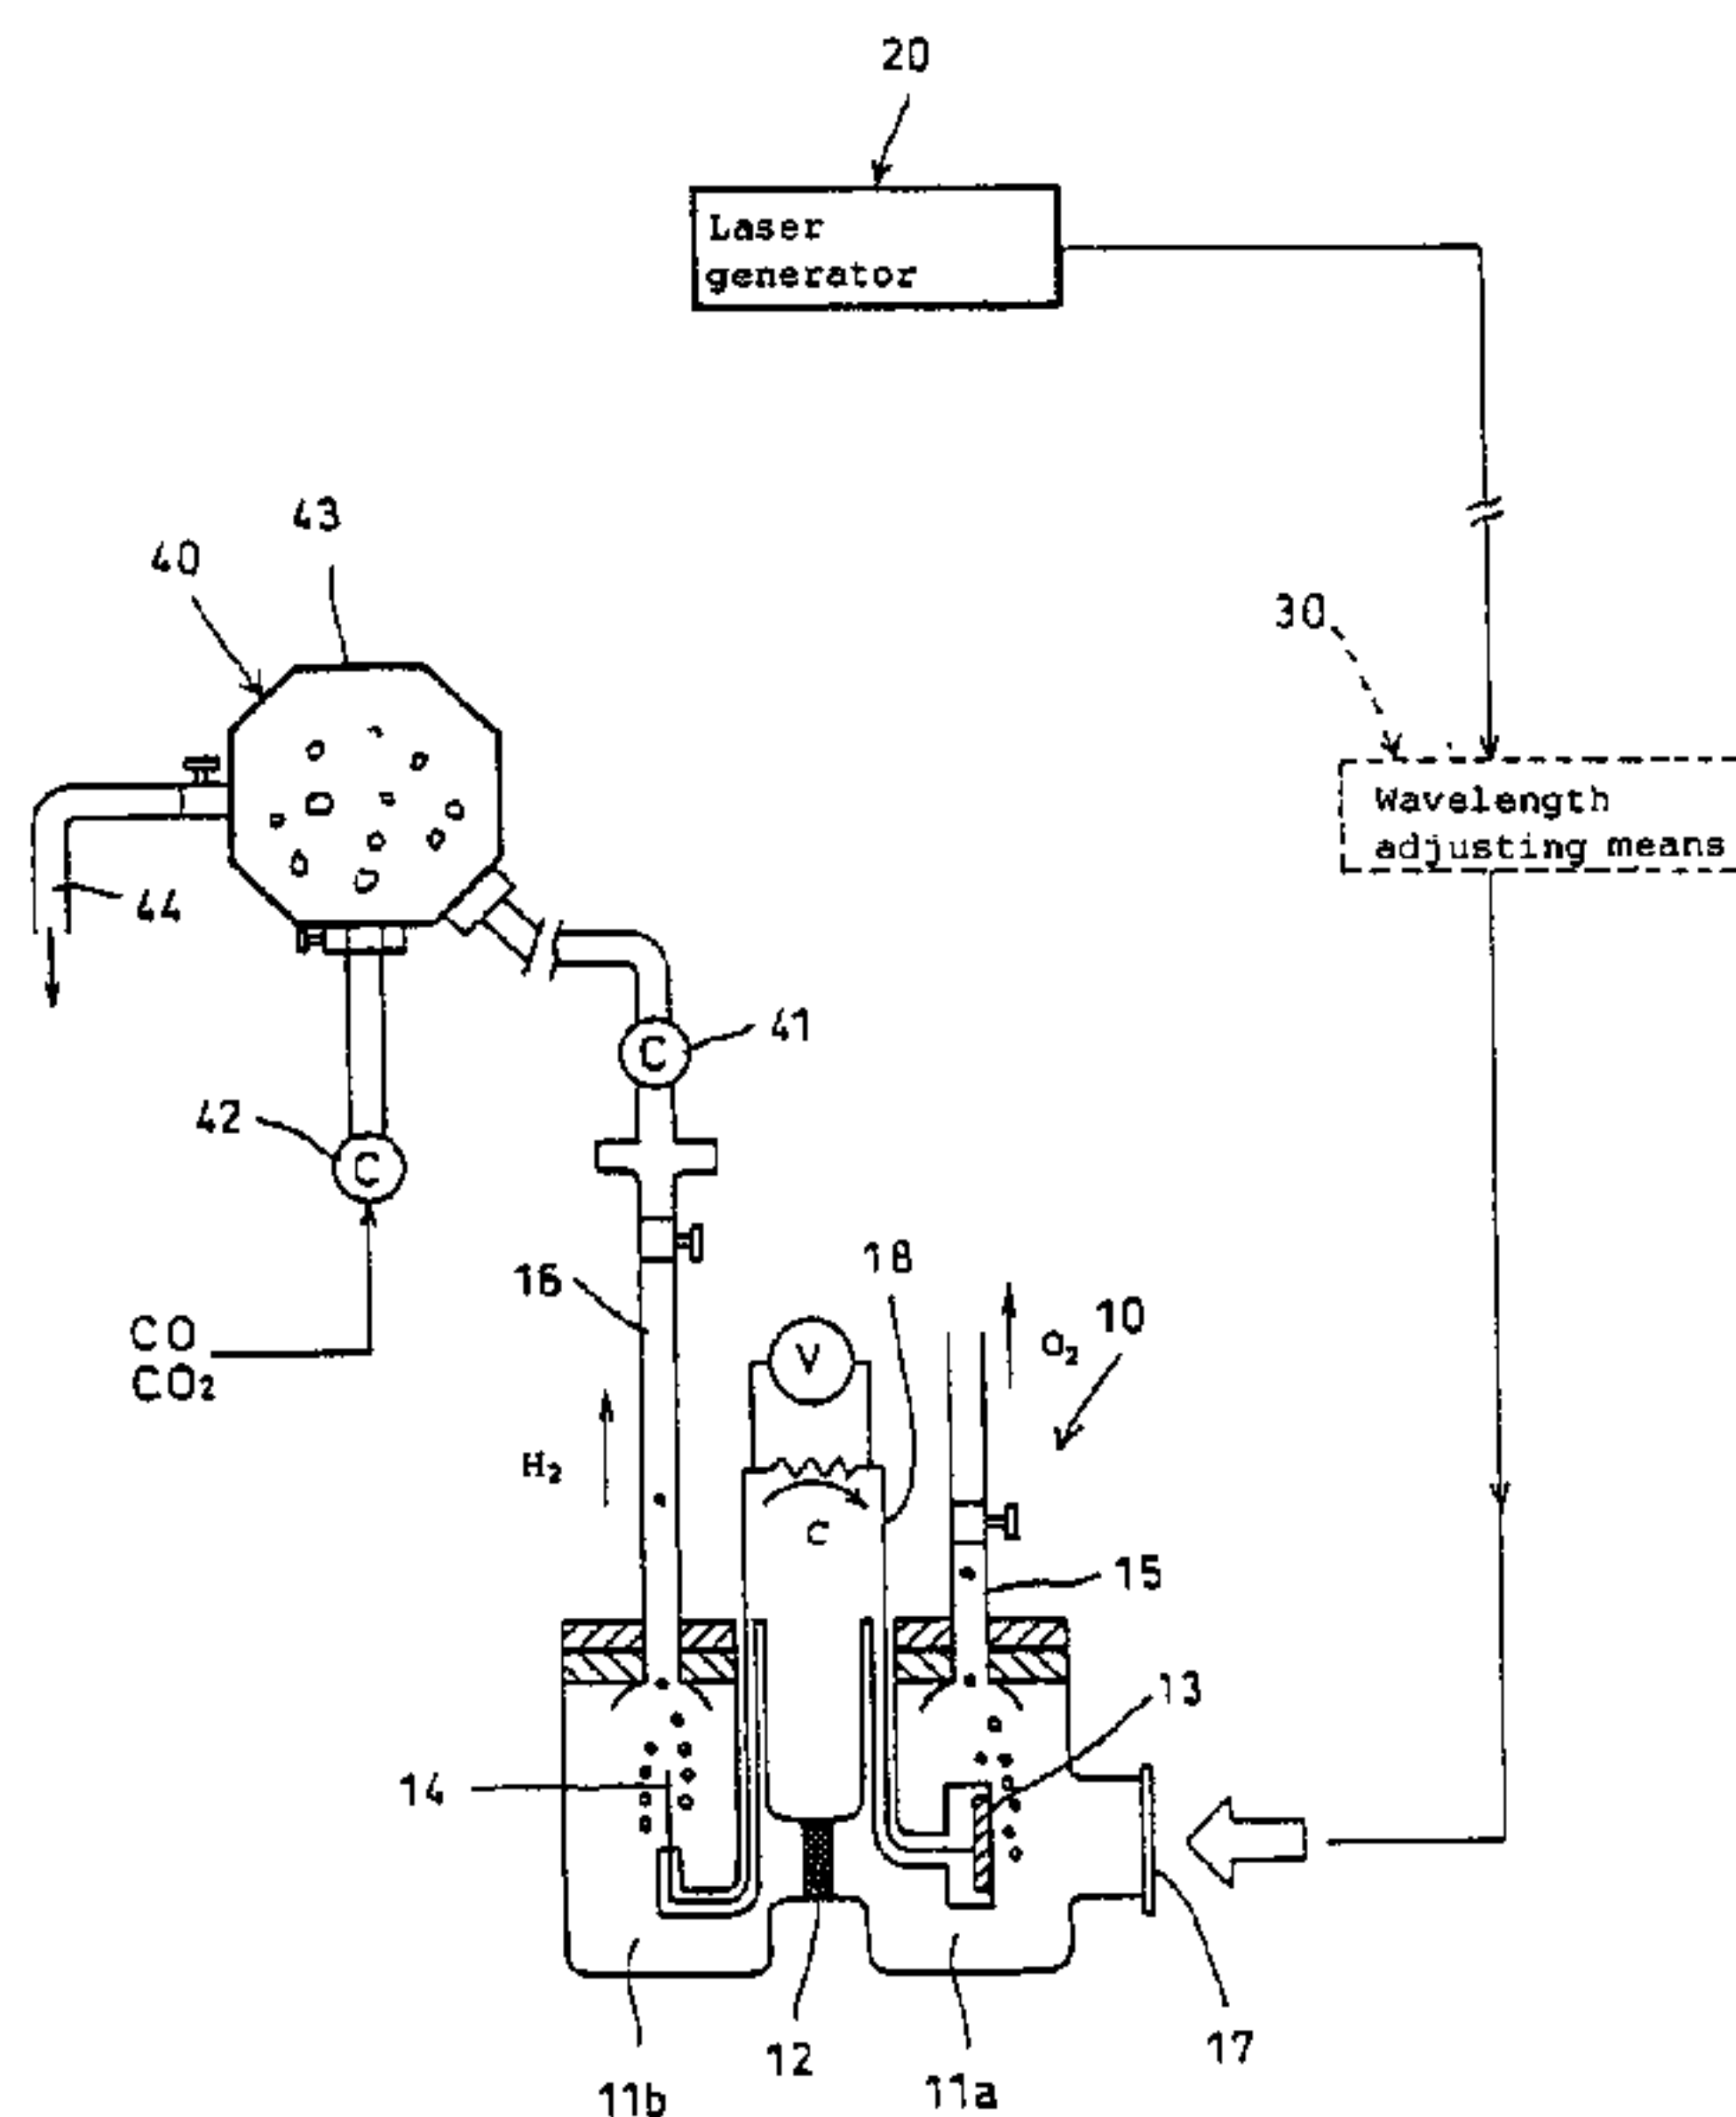 20
Laser
generator
43
40
30
Wavelength
adjusting means
44
41
C
42
C
CO
CO₂
16
18
10
V
O₂
H₂
C
15
13
14
17
12
11b
11a